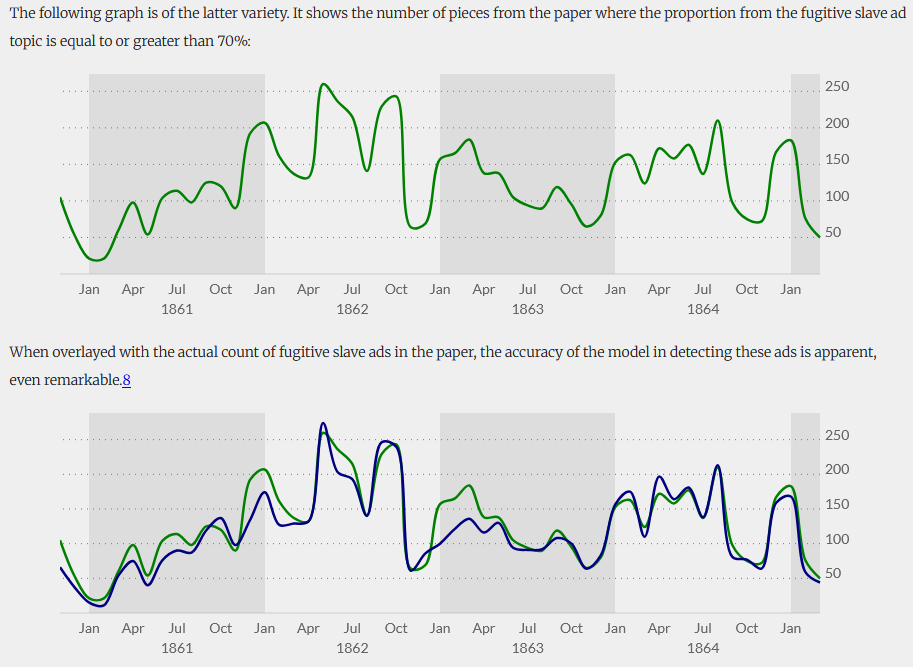 The following graph is of the latter variety. It shows the number of pieces from the paper where the proportion from the fugitive slave ad
topic is equal to or greater than 70%:
250
200
150
100
50
Jan Apr Jul Oct Jan Apr Jul Oct Jan Apr Jul Oct Jan Apr Jul Oct Jan
1861 1862 1863 1864
When overlayed with the actual count of fugitive slave ads in the paper, the accuracy of the model in detecting these ads is apparent,
even remarkable.8
250
200
150
100
50
Jan Apr Jul Oct Jan Apr Jul Oct Jan Apr Jul Oct Jan Apr Jul Oct Jan
1861 1862 1863 1864